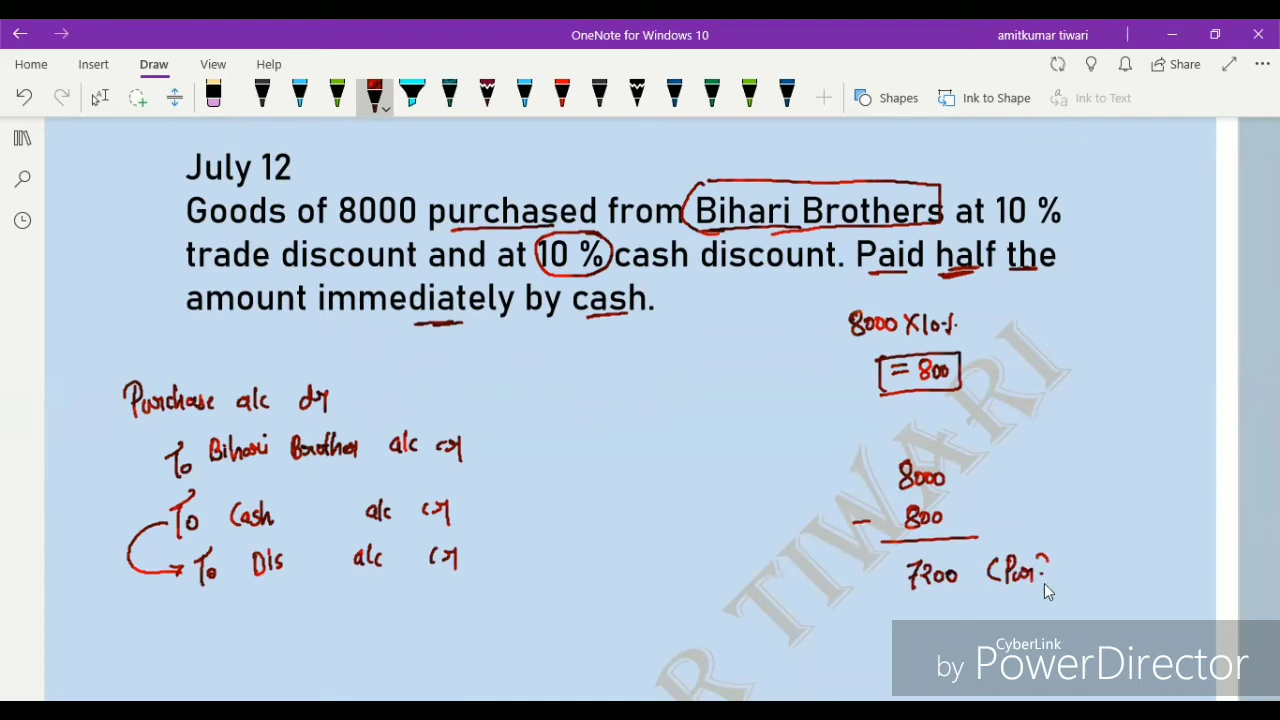 OneNote for Windows 10
amitkumar tiwari
Home Insert Draw View Help
Share
Shapes Ink to Shape Ink to Text
July 12
Goods of 8000 purchased from Bihari Brothers at 10 %
trade discount and at 10 % cash discount. Paid half the
amount immediately by cash.
8000 X 10%
= 800
Purchase a/c dr
To Bihari Brother a/c cr
To Cash a/c cr
To Dis a/c cr
8000
- 800
7200 (Pur
R TIWARI
CyberLink
by PowerDirector